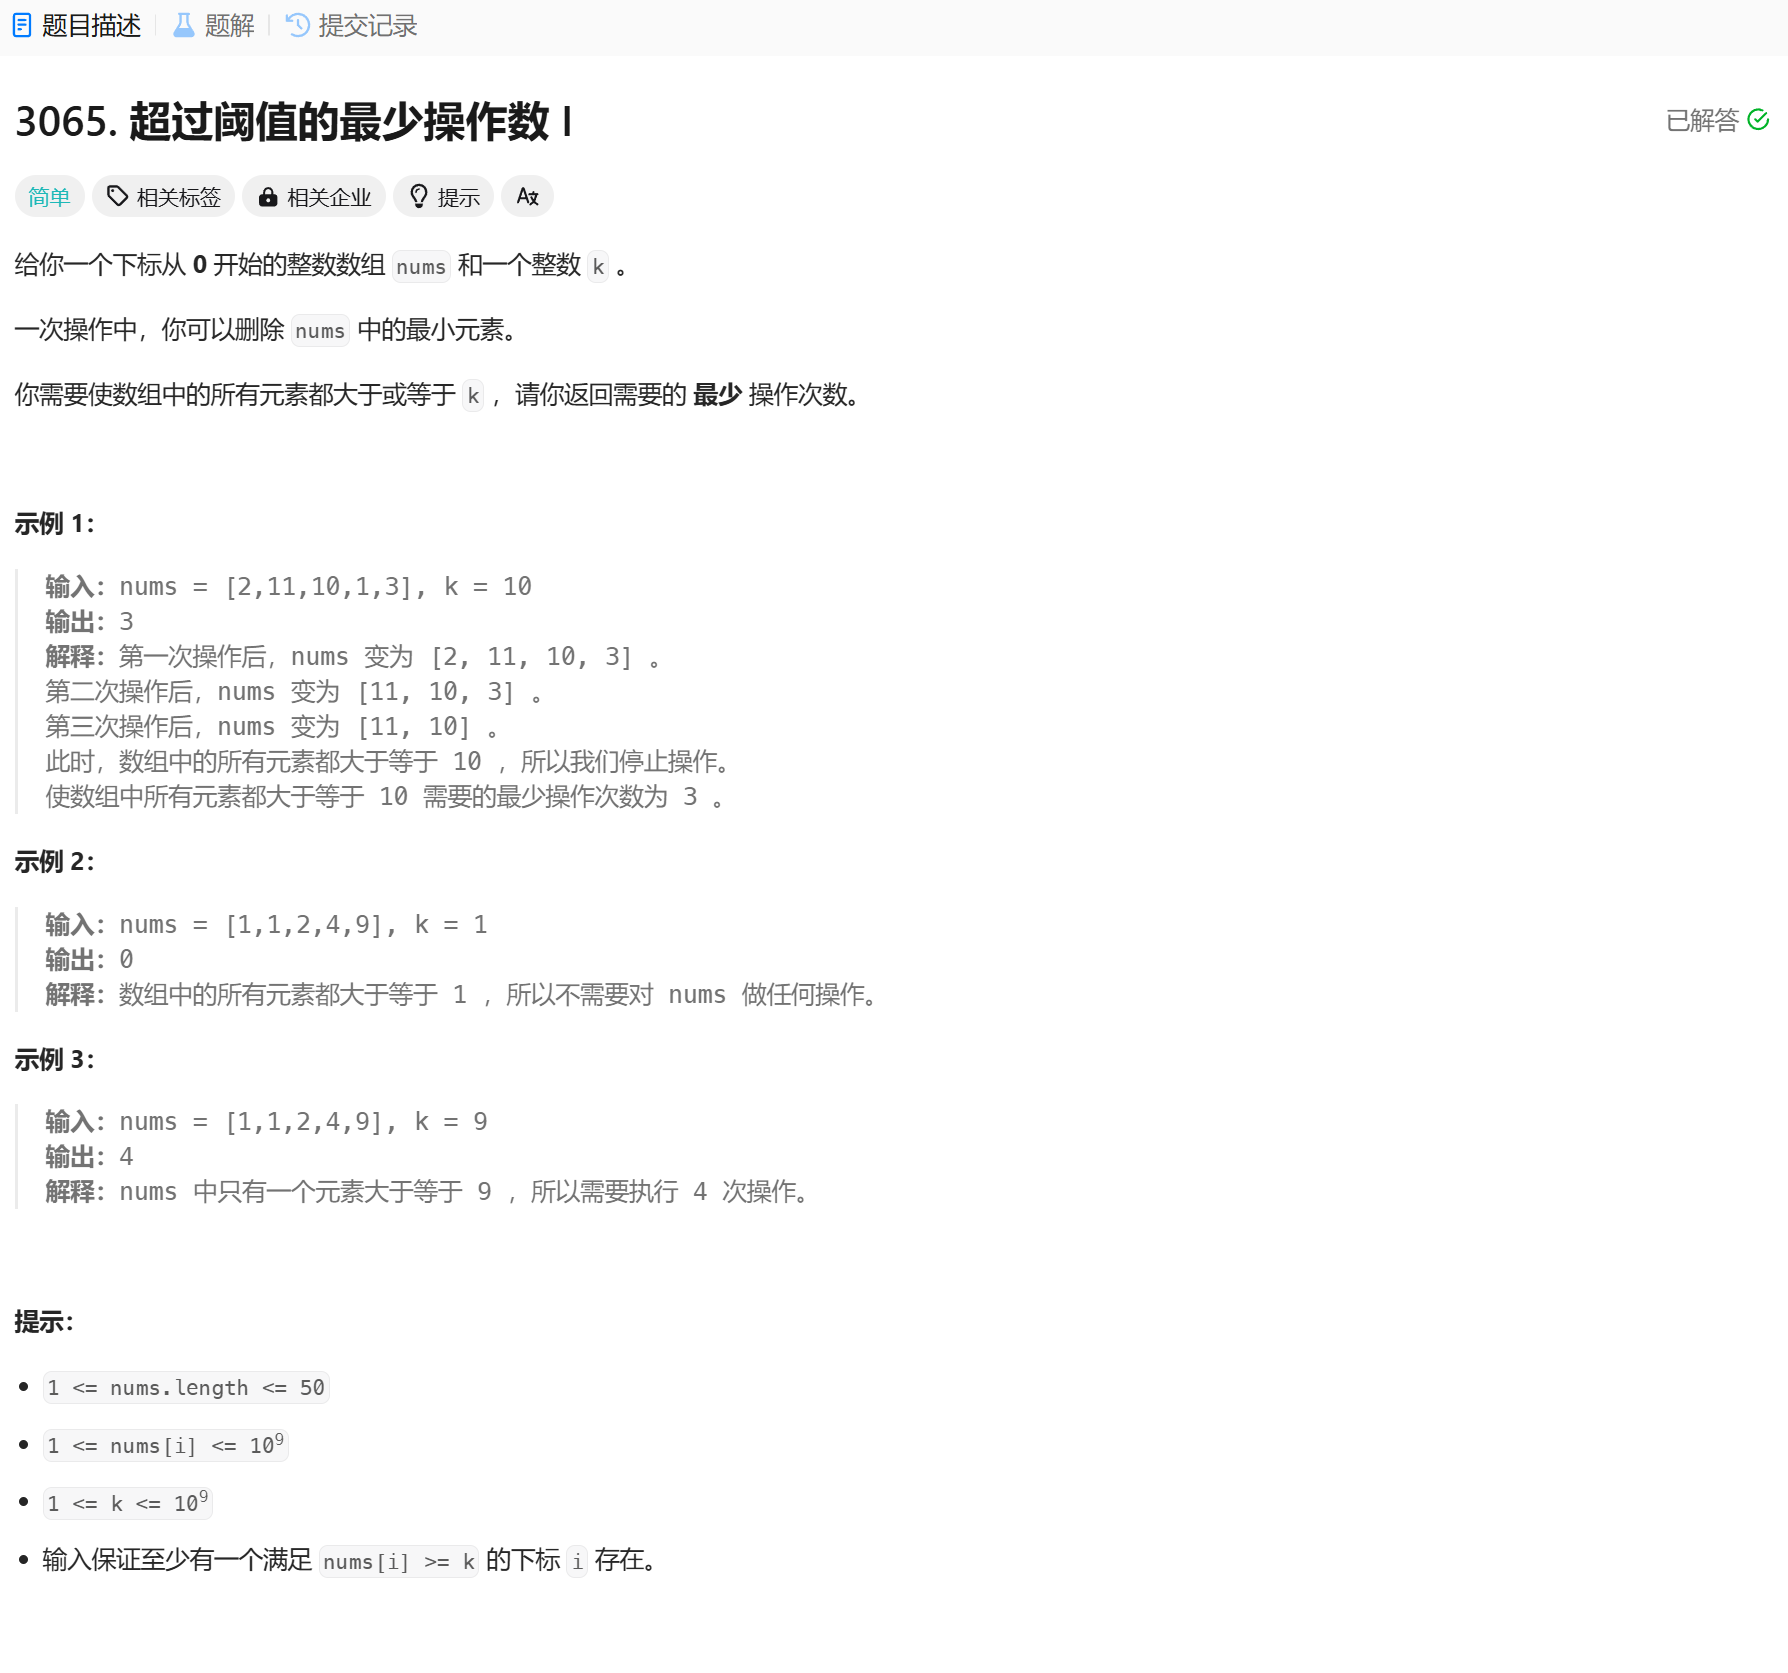 题目描述 题解 提交记录
3065. 超过阈值的最少操作数 I
已解答
简单 相关标签 相关企业 提示 A文
给你一个下标从 0 开始的整数数组 nums 和一个整数 k 。
一次操作中，你可以删除 nums 中的最小元素。
你需要使数组中的所有元素都大于或等于 k ，请你返回需要的 最少 操作次数。
示例 1：
输入：nums = [2,11,10,1,3], k = 10
输出：3
解释：第一次操作后，nums 变为 [2, 11, 10, 3] 。
第二次操作后，nums 变为 [11, 10, 3] 。
第三次操作后，nums 变为 [11, 10] 。
此时，数组中的所有元素都大于等于 10 ，所以我们停止操作。
使数组中所有元素都大于等于 10 需要的最少操作次数为 3 。
示例 2：
输入：nums = [1,1,2,4,9], k = 1
输出：0
解释：数组中的所有元素都大于等于 1 ，所以不需要对 nums 做任何操作。
示例 3：
输入：nums = [1,1,2,4,9], k = 9
输出：4
解释：nums 中只有一个元素大于等于 9 ，所以需要执行 4 次操作。
提示：
• 1 <= nums.length <= 50
• 1 <= nums[i] <= 10⁹
• 1 <= k <= 10⁹
• 输入保证至少有一个满足 nums[i] >= k 的下标 i 存在。